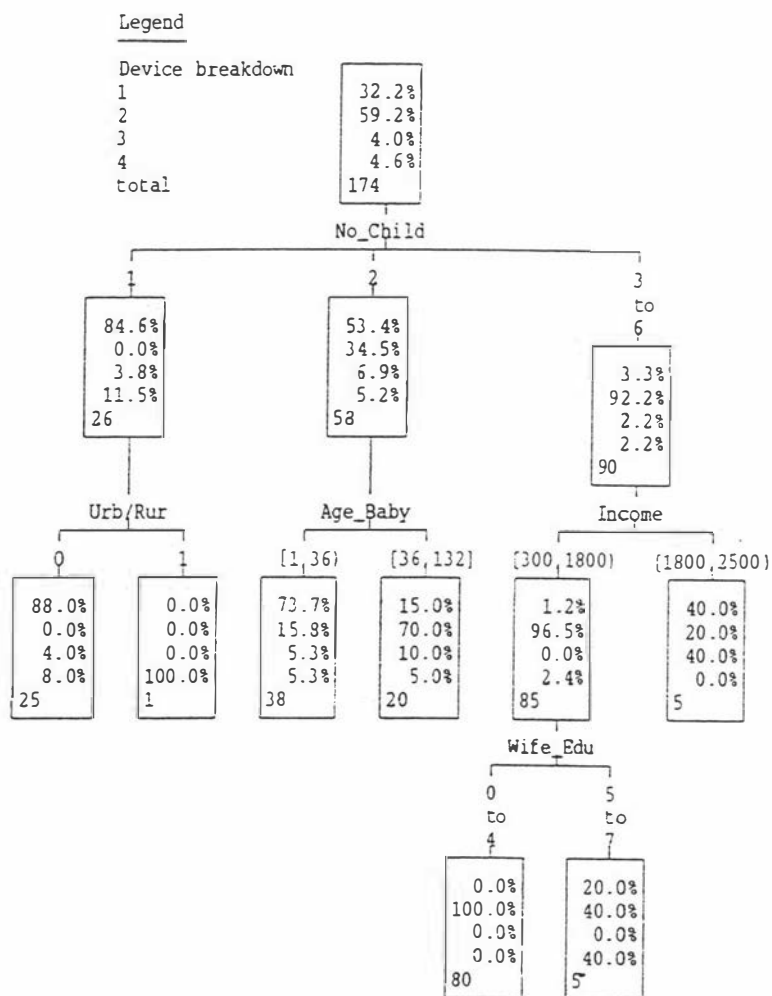 Legend
Device breakdown
1 32.2%
2 59.2%
3 4.0%
4 4.6%
total 174
No_Child
1 2 3
to
6
84.6% 53.4%
0.0% 34.5%
3.8% 6.9%
11.5% 5.2%
26 58
3.3%
92.2%
2.2%
2.2%
90
Urb/Rur Age_Baby Income
0 1 [1,36) [36,132] [300,1800) [1800,2500)
88.0% 0.0% 73.7% 15.0% 1.2% 40.0%
0.0% 0.0% 15.8% 70.0% 96.5% 20.0%
4.0% 0.0% 5.3% 10.0% 0.0% 40.0%
8.0% 100.0% 5.3% 5.0% 2.4% 0.0%
25 1 38 20 85 5
Wife_Edu
0 5
to to
4 7
0.0% 20.0%
100.0% 40.0%
0.0% 0.0%
0.0% 40.0%
80 5